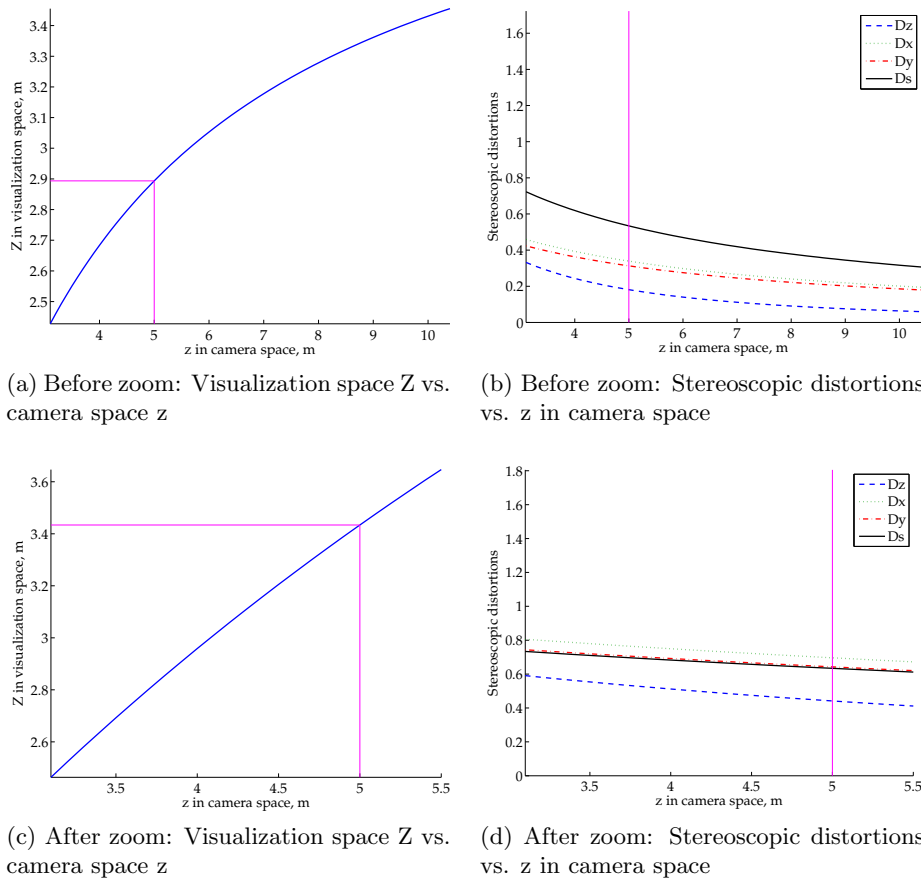 3.4
3.3
3.2
3.1
3
2.9
2.8
2.7
2.6
2.5
Z in visualization space, m
4 5 6 7 8 9 10
z in camera space, m
1.6
1.4
1.2
1
0.8
0.6
0.4
0.2
0
Stereoscopic distortions
Dz
Dx
Dy
Ds
4 5 6 7 8 9 10
z in camera space, m
(a) Before zoom: Visualization space Z vs.
camera space z
(b) Before zoom: Stereoscopic distortions
vs. z in camera space
3.6
3.4
3.2
3
2.8
2.6
Z in visualization space, m
3.5 4 4.5 5 5.5
z in camera space, m
1.8
1.6
1.4
1.2
1
0.8
0.6
0.4
0.2
0
Stereoscopic distortions
Dz
Dx
Dy
Ds
3.5 4 4.5 5 5.5
z in camera space, m
(c) After zoom: Visualization space Z vs.
camera space z
(d) After zoom: Stereoscopic distortions
vs. z in camera space